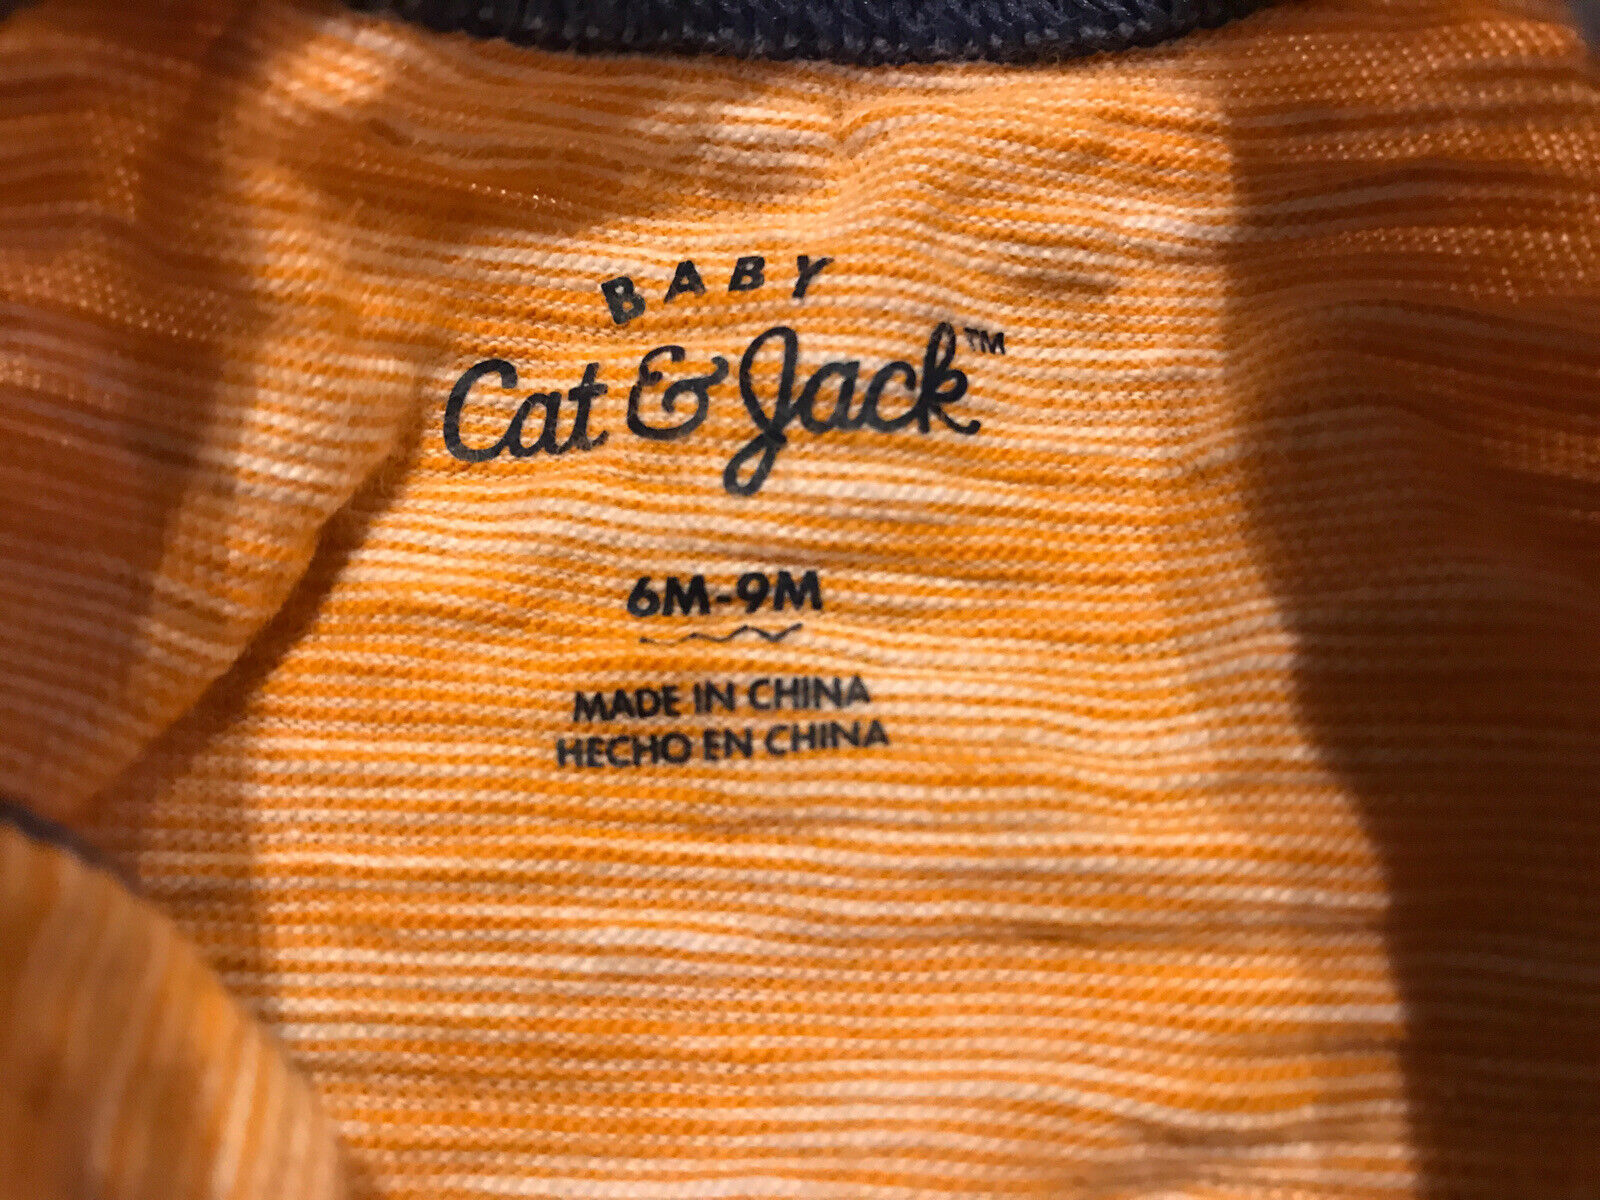 BABY
Cat & Jack™
6M-9M
MADE IN CHINA
HECHO EN CHINA